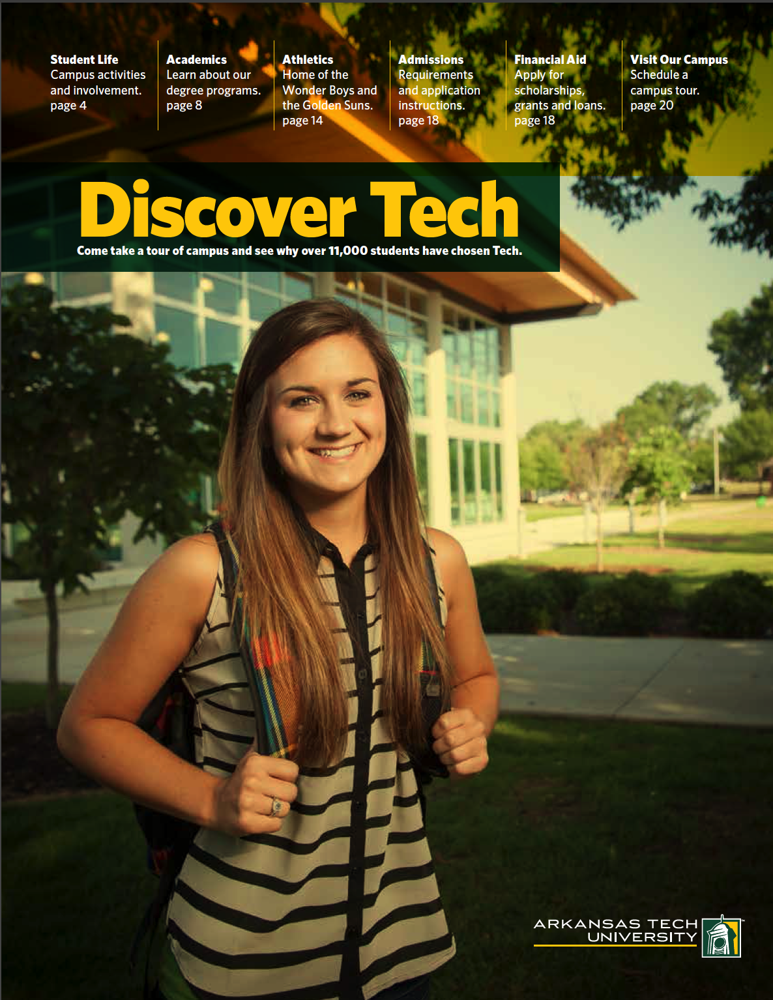 Student Life
Campus activities
and involvement.
page 4
Academics
Learn about our
degree programs.
page 8
Athletics
Home of the
Wonder Boys and
the Golden Suns.
page 14
Admissions
Requirements
and application
instructions.
page 18
Financial Aid
Apply for
scholarships,
grants and loans.
page 18
Visit Our Campus
Schedule a
campus tour.
page 20
Discover Tech
Come take a tour of campus and see why over 11,000 students have chosen Tech.
ARKANSAS TECH
UNIVERSITY
™